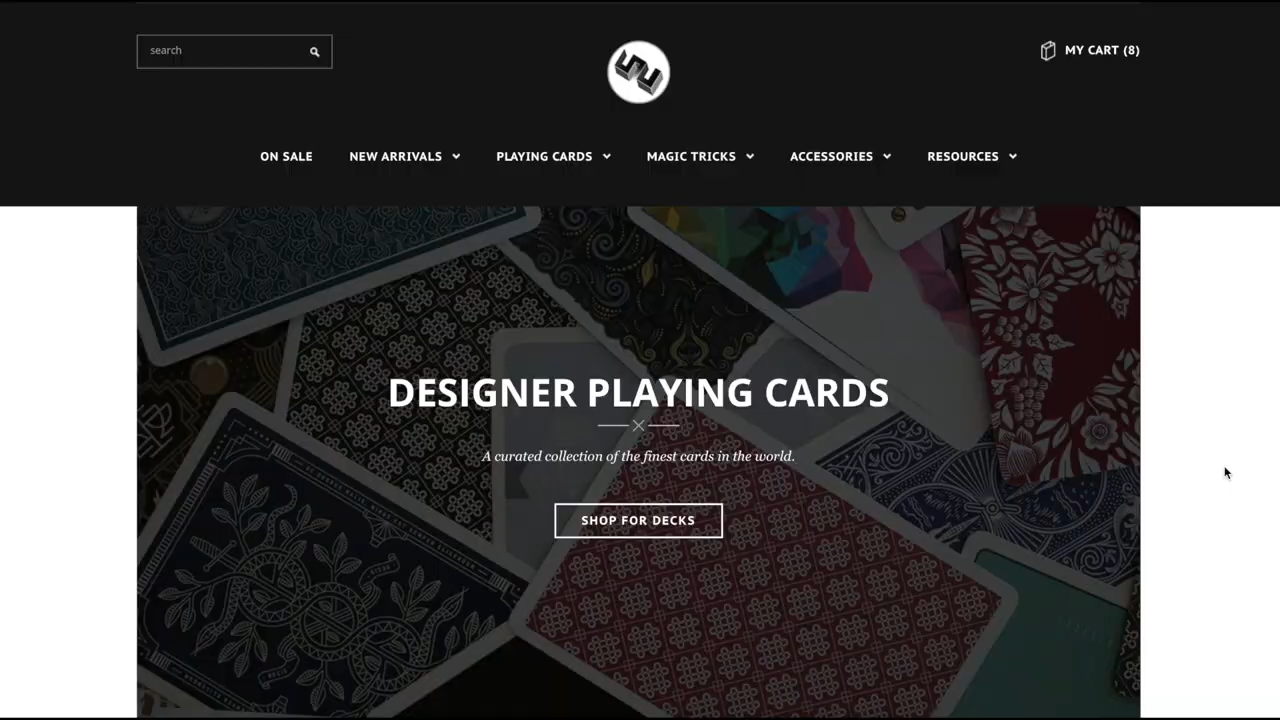 search
MY CART (8)
ON SALE
NEW ARRIVALS
PLAYING CARDS
MAGIC TRICKS
ACCESSORIES
RESOURCES
DESIGNER PLAYING CARDS
A curated collection of the finest cards in the world.
SHOP FOR DECKS